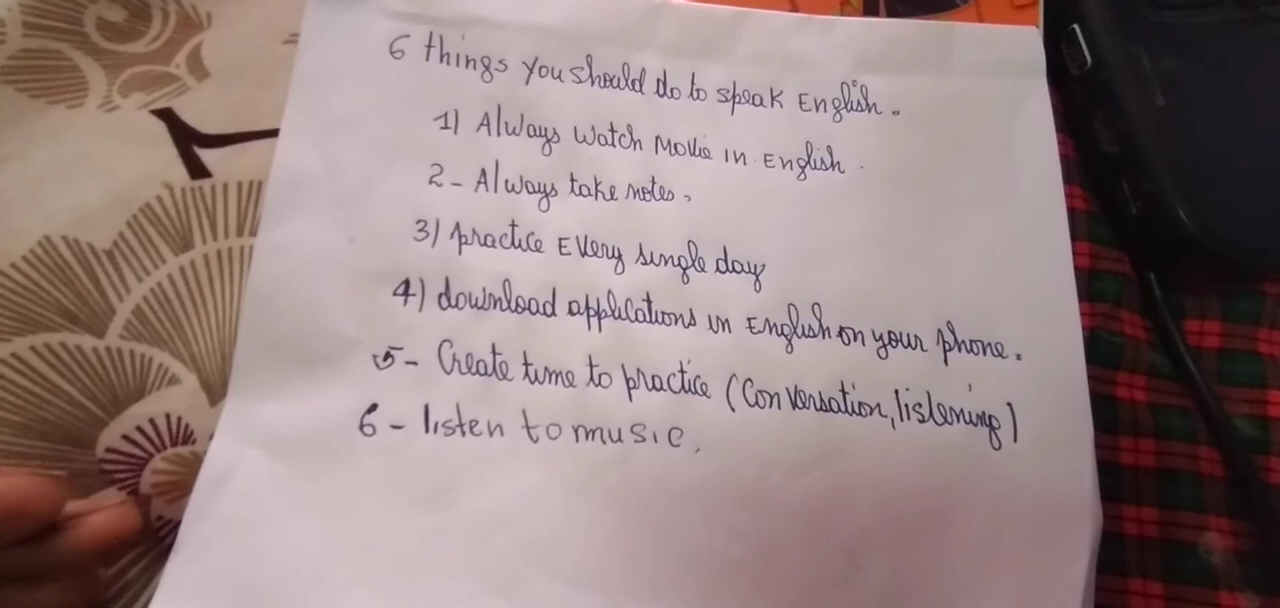 6 things you should do to speak English.
1) Always watch Movie in English.
2- Always take notes.
3) practice Every single day
4) download applications in English on your phone.
5- Create time to practice (Conversation, listening)
6- listen to music,